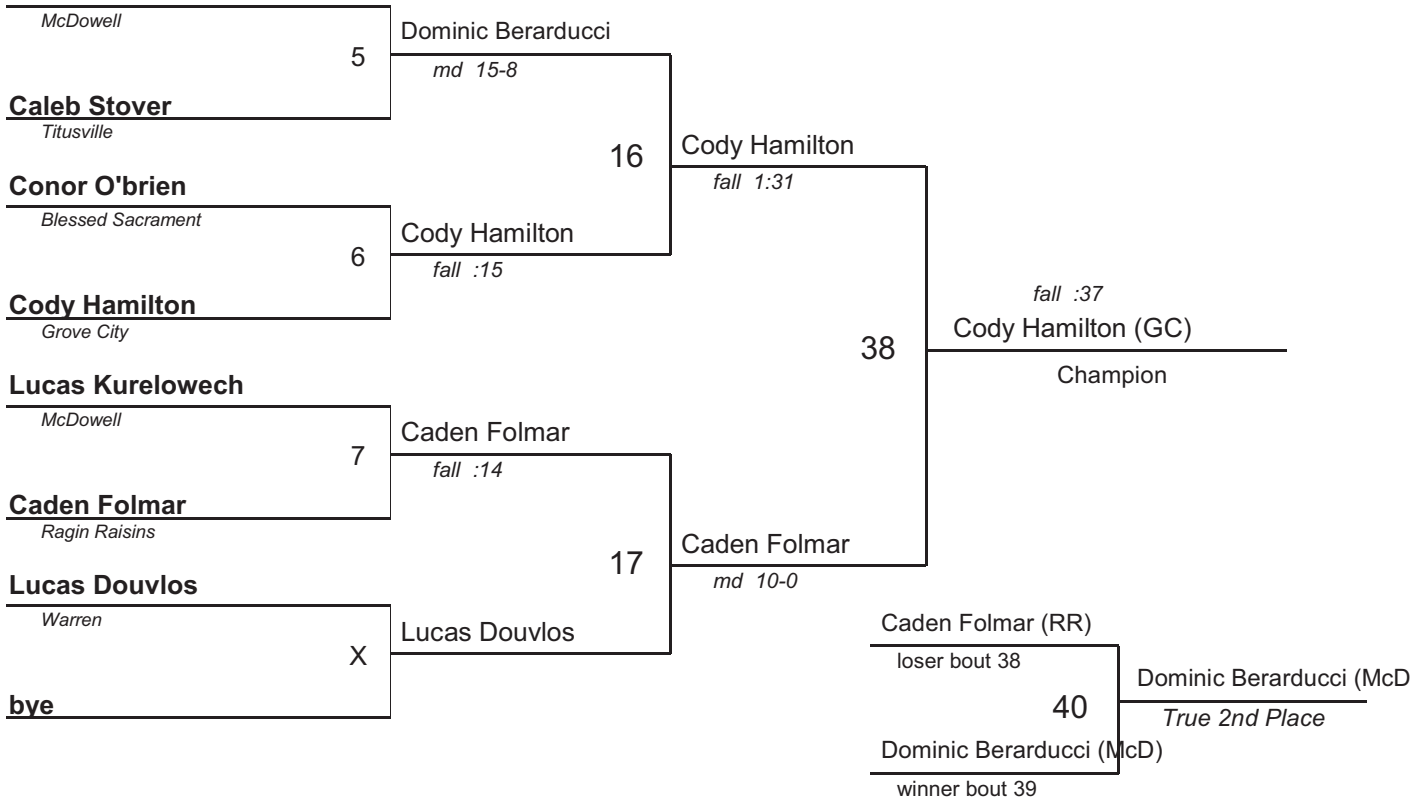 McDowell
5
Dominic Berarducci
md 15-8
Caleb Stover
Titusville
16
Cody Hamilton
fall 1:31
Conor O'brien
Blessed Sacrament
6
Cody Hamilton
fall :15
Cody Hamilton
Grove City
38
fall :37
Cody Hamilton (GC)
Champion
Lucas Kurelowech
McDowell
7
Caden Folmar
fall :14
Caden Folmar
Ragin Raisins
17
Caden Folmar
md 10-0
Lucas Douvlos
Warren
X
Lucas Douvlos
bye
Caden Folmar (RR)
loser bout 38
40
Dominic Berarducci (McD
True 2nd Place
Dominic Berarducci (McD)
winner bout 39